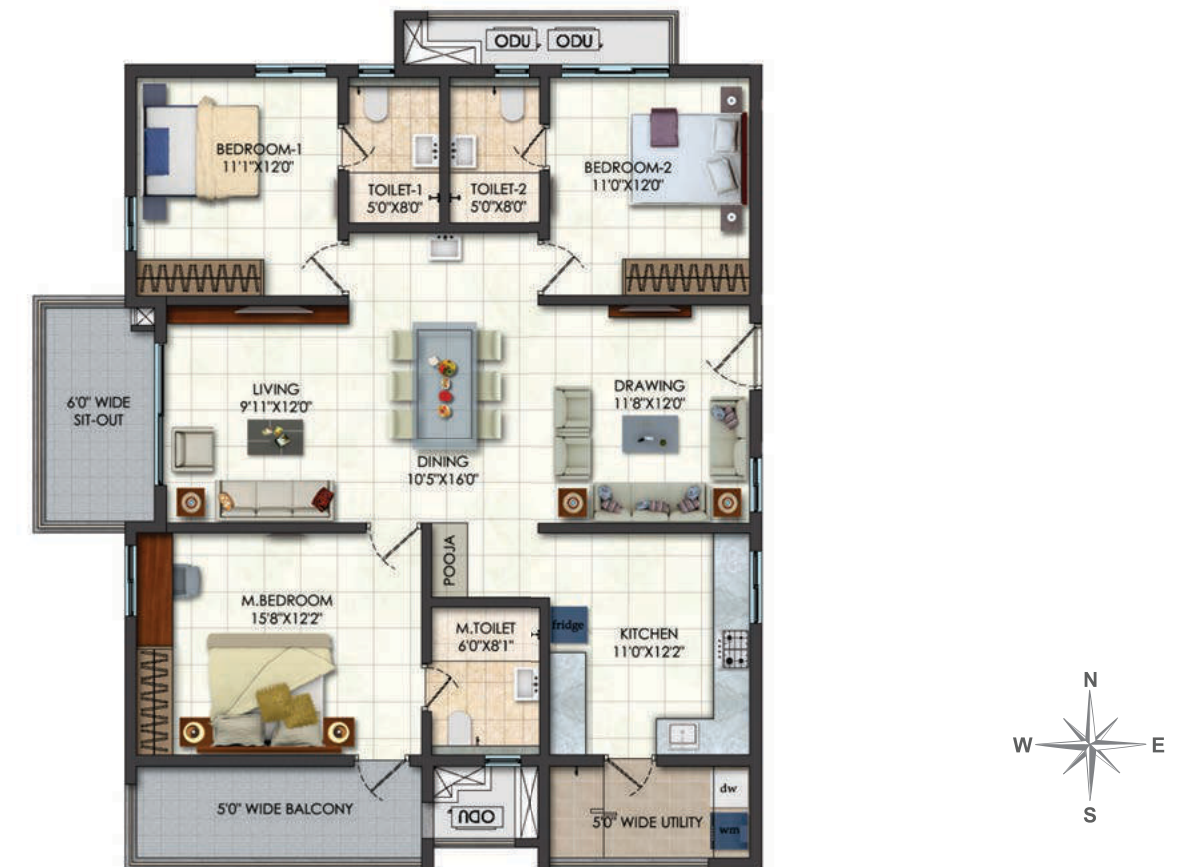 ODU ODU
BEDROOM-1
11'1"X12'0"
BEDROOM-2
11'0"X12'0"
TOILET-1
5'0"X8'0"
TOILET-2
5'0"X8'0"
6'0" WIDE
SIT-OUT
LIVING
9'11"X12'0"
DRAWING
11'8"X12'0"
DINING
10'5"X16'0"
POOJA
M.BEDROOM
15'8"X12'2"
M.TOILET
6'0"X8'1"
fridge
KITCHEN
11'0"X12'2"
5'0" WIDE BALCONY
ODU
5'0" WIDE UTILITY
dw
wm
N
W E
S